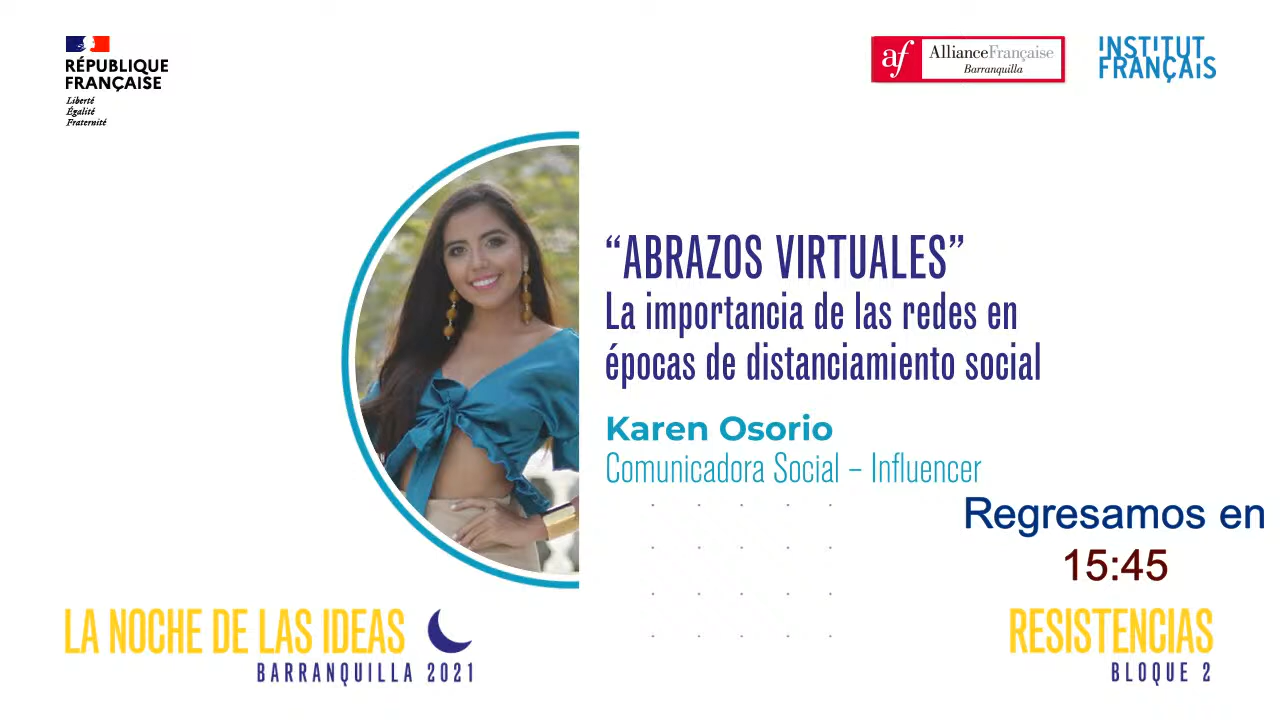 RÉPUBLIQUE
FRANÇAISE
Liberté
Égalité
Fraternité
af
AllianceFrançaise
Barranquilla
INSTITUT
FRANÇAIS
“ABRAZOS VIRTUALES”
La importancia de las redes en
épocas de distanciamiento social
Karen Osorio
Comunicadora Social – Influencer
Regresamos en
15:45
LA NOCHE DE LAS IDEAS
BARRANQUILLA 2021
RESISTENCIAS
BLOQUE 2